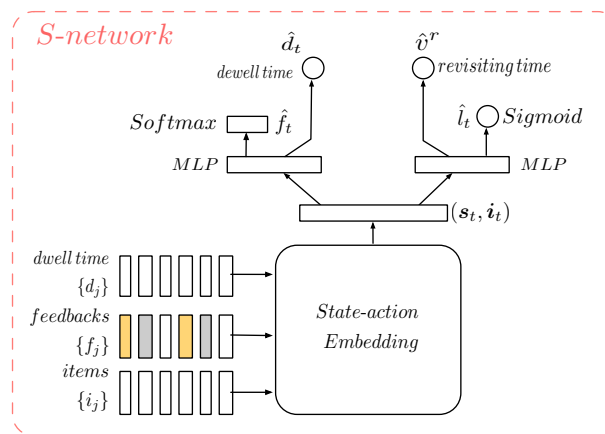 S-network
d̂_t
v̂^r
dewell time
revisiting time
Softmax
f̂_t
l̂_t
Sigmoid
MLP
MLP
(s_t, i_t)
dwell time
{d_j}
feedbacks
{f_j}
items
{i_j}
State-action
Embedding